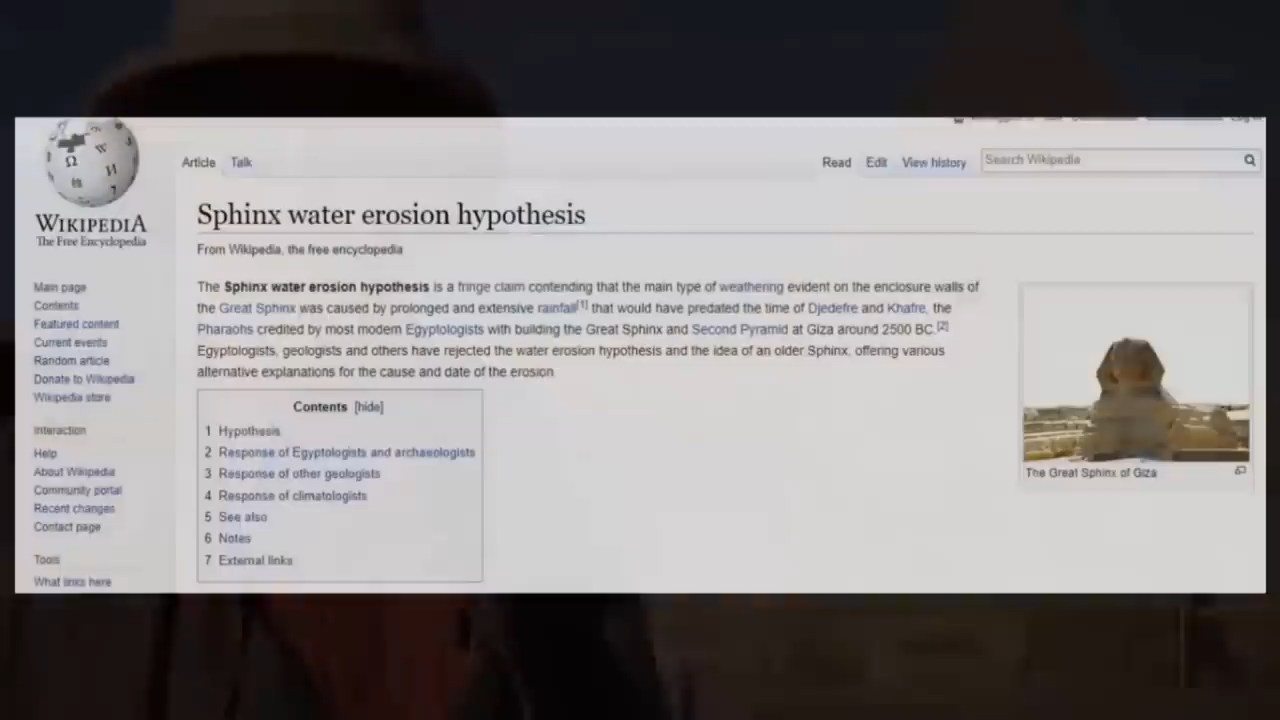 WIKIPEDIA
The Free Encyclopedia
Main page
Contents
Featured content
Current events
Random article
Donate to Wikipedia
Wikipedia store
Interaction
Help
About Wikipedia
Community portal
Recent changes
Contact page
Tools
What links here
Article Talk
Read Edit View history Search Wikipedia
Sphinx water erosion hypothesis
From Wikipedia, the free encyclopedia
The Sphinx water erosion hypothesis is a fringe claim contending that the main type of weathering evident on the enclosure walls of
the Great Sphinx was caused by prolonged and extensive rainfall[1] that would have predated the time of Djedefre and Khafre, the
Pharaohs credited by most modern Egyptologists with building the Great Sphinx and Second Pyramid at Giza around 2500 BC.[2]
Egyptologists, geologists and others have rejected the water erosion hypothesis and the idea of an older Sphinx, offering various
alternative explanations for the cause and date of the erosion
Contents [hide]
1 Hypothesis
2 Response of Egyptologists and archaeologists
3 Response of other geologists
4 Response of climatologists
5 See also
6 Notes
7 External links
The Great Sphinx of Giza